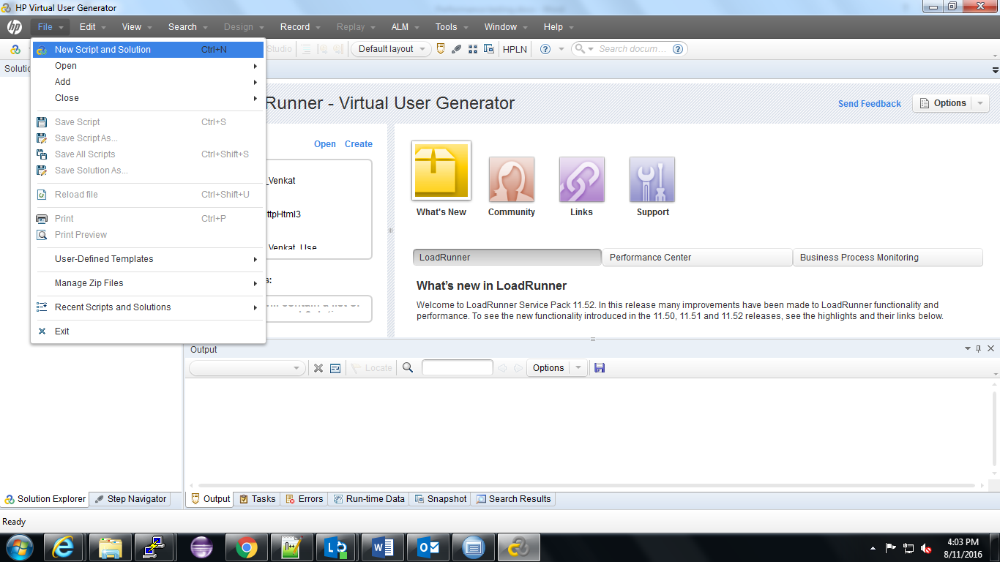 HP Virtual User Generator
hp File Edit View Search Design Record Replay ALM Tools Window Help
Studio Default layout HPLN ? Search docum... ?
New Script and Solution Ctrl+N
Open
Add
Close
Save Script Ctrl+S
Save Script As...
Save All Scripts Ctrl+Shift+S
Save Solution As...
Reload file Ctrl+Shift+U
Print Ctrl+P
Print Preview
User-Defined Templates
Manage Zip Files
Recent Scripts and Solutions
Exit
Solutio
Runner - Virtual User Generator
Send Feedback Options
Open Create
_Venkat
ttpHtml3
Venkat Use
s:
What's New Community Links Support
LoadRunner Performance Center Business Process Monitoring
What's new in LoadRunner
Welcome to LoadRunner Service Pack 11.52. In this release many improvements have been made to LoadRunner functionality and
performance. To see the new functionality introduced in the 11.50, 11.51 and 11.52 releases, see the highlights and their links below.
Output
Locate Options
Solution Explorer Step Navigator Output Tasks Errors Run-time Data Snapshot Search Results
Ready
4:03 PM
8/11/2016